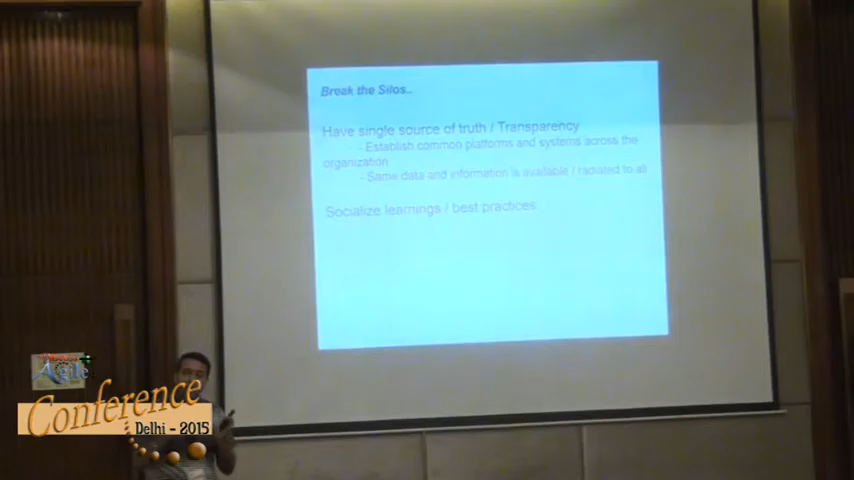 Break the Silos..
Have single source of truth / Transparency
- Establish common platforms and systems across the
organization
- Same data and information is available / radiated to all
Socialize learnings / best practices
Agile
Conference
Delhi - 2015